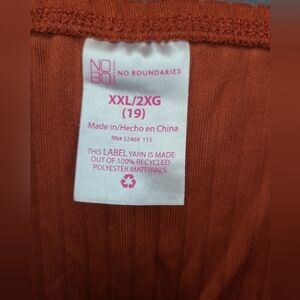 NO!
BO!
NO BOUNDARIES
XXL/2XG
(19)
Made in/Hecho en China
RN# 52469 115
THIS LABEL YARN IS MADE
OUT OF 100% RECYCLED
POLYESTER MATERIALS